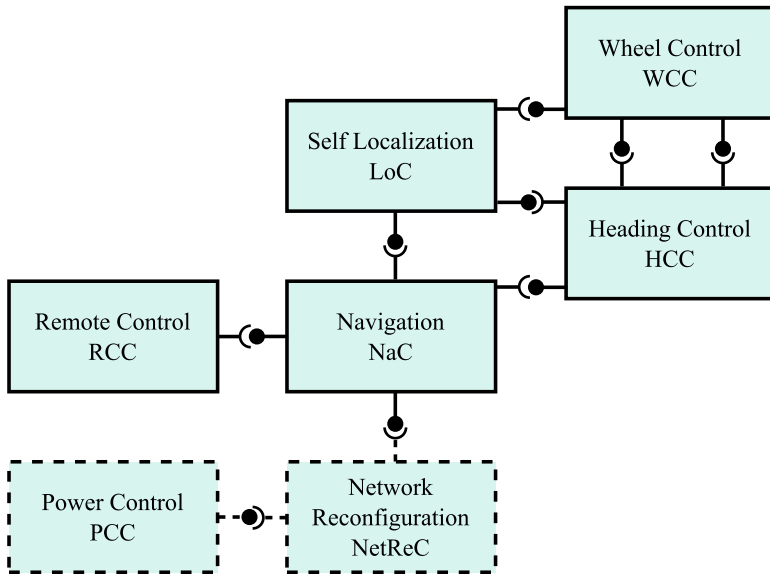 Wheel Control
WCC
Self Localization
LoC
Heading Control
HCC
Remote Control
RCC
Navigation
NaC
Power Control
PCC
Network
Reconfiguration
NetReC